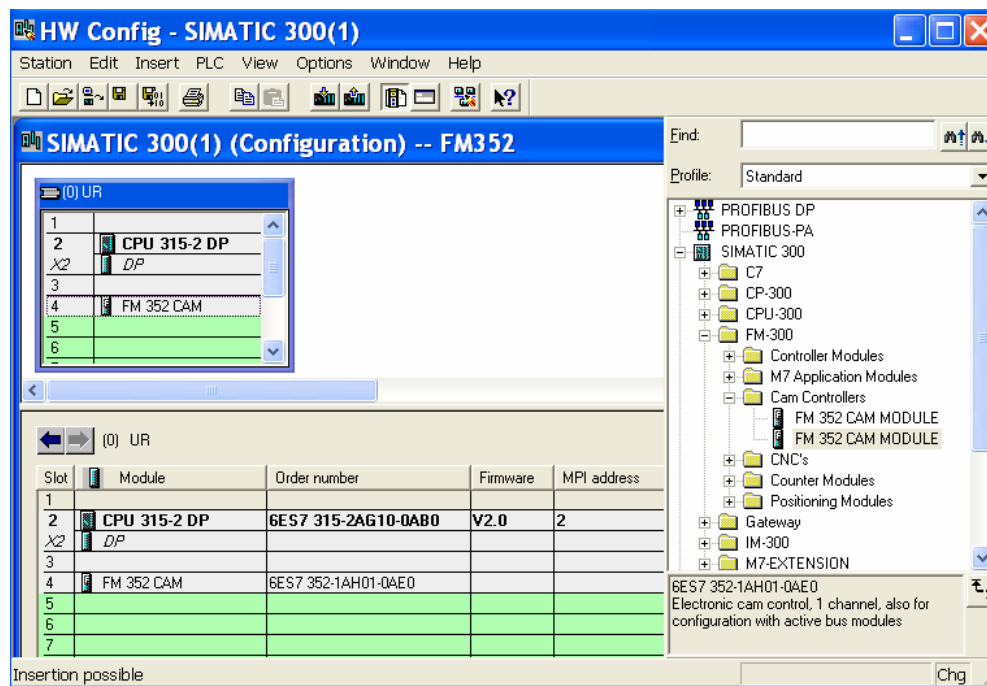 HW Config - SIMATIC 300(1)
Station Edit Insert PLC View Options Window Help
SIMATIC 300(1) (Configuration) -- FM352
(0) UR
1
2 CPU 315-2 DP
X2 DP
3
4 FM 352 CAM
5
6
(0) UR
Slot Module Order number Firmware MPI address
1
2 CPU 315-2 DP 6ES7 315-2AG10-0AB0 V2.0 2
X2 DP
3
4 FM 352 CAM 6ES7 352-1AH01-0AE0
5
6
7
Find:
Profile: Standard
PROFIBUS DP
PROFIBUS-PA
SIMATIC 300
C7
CP-300
CPU-300
FM-300
Controller Modules
M7 Application Modules
Cam Controllers
FM 352 CAM MODULE
FM 352 CAM MODULE
CNC's
Counter Modules
Positioning Modules
Gateway
IM-300
M7-EXTENSION
6ES7 352-1AH01-0AE0
Electronic cam control, 1 channel, also for
configuration with active bus modules
Insertion possible
Chg